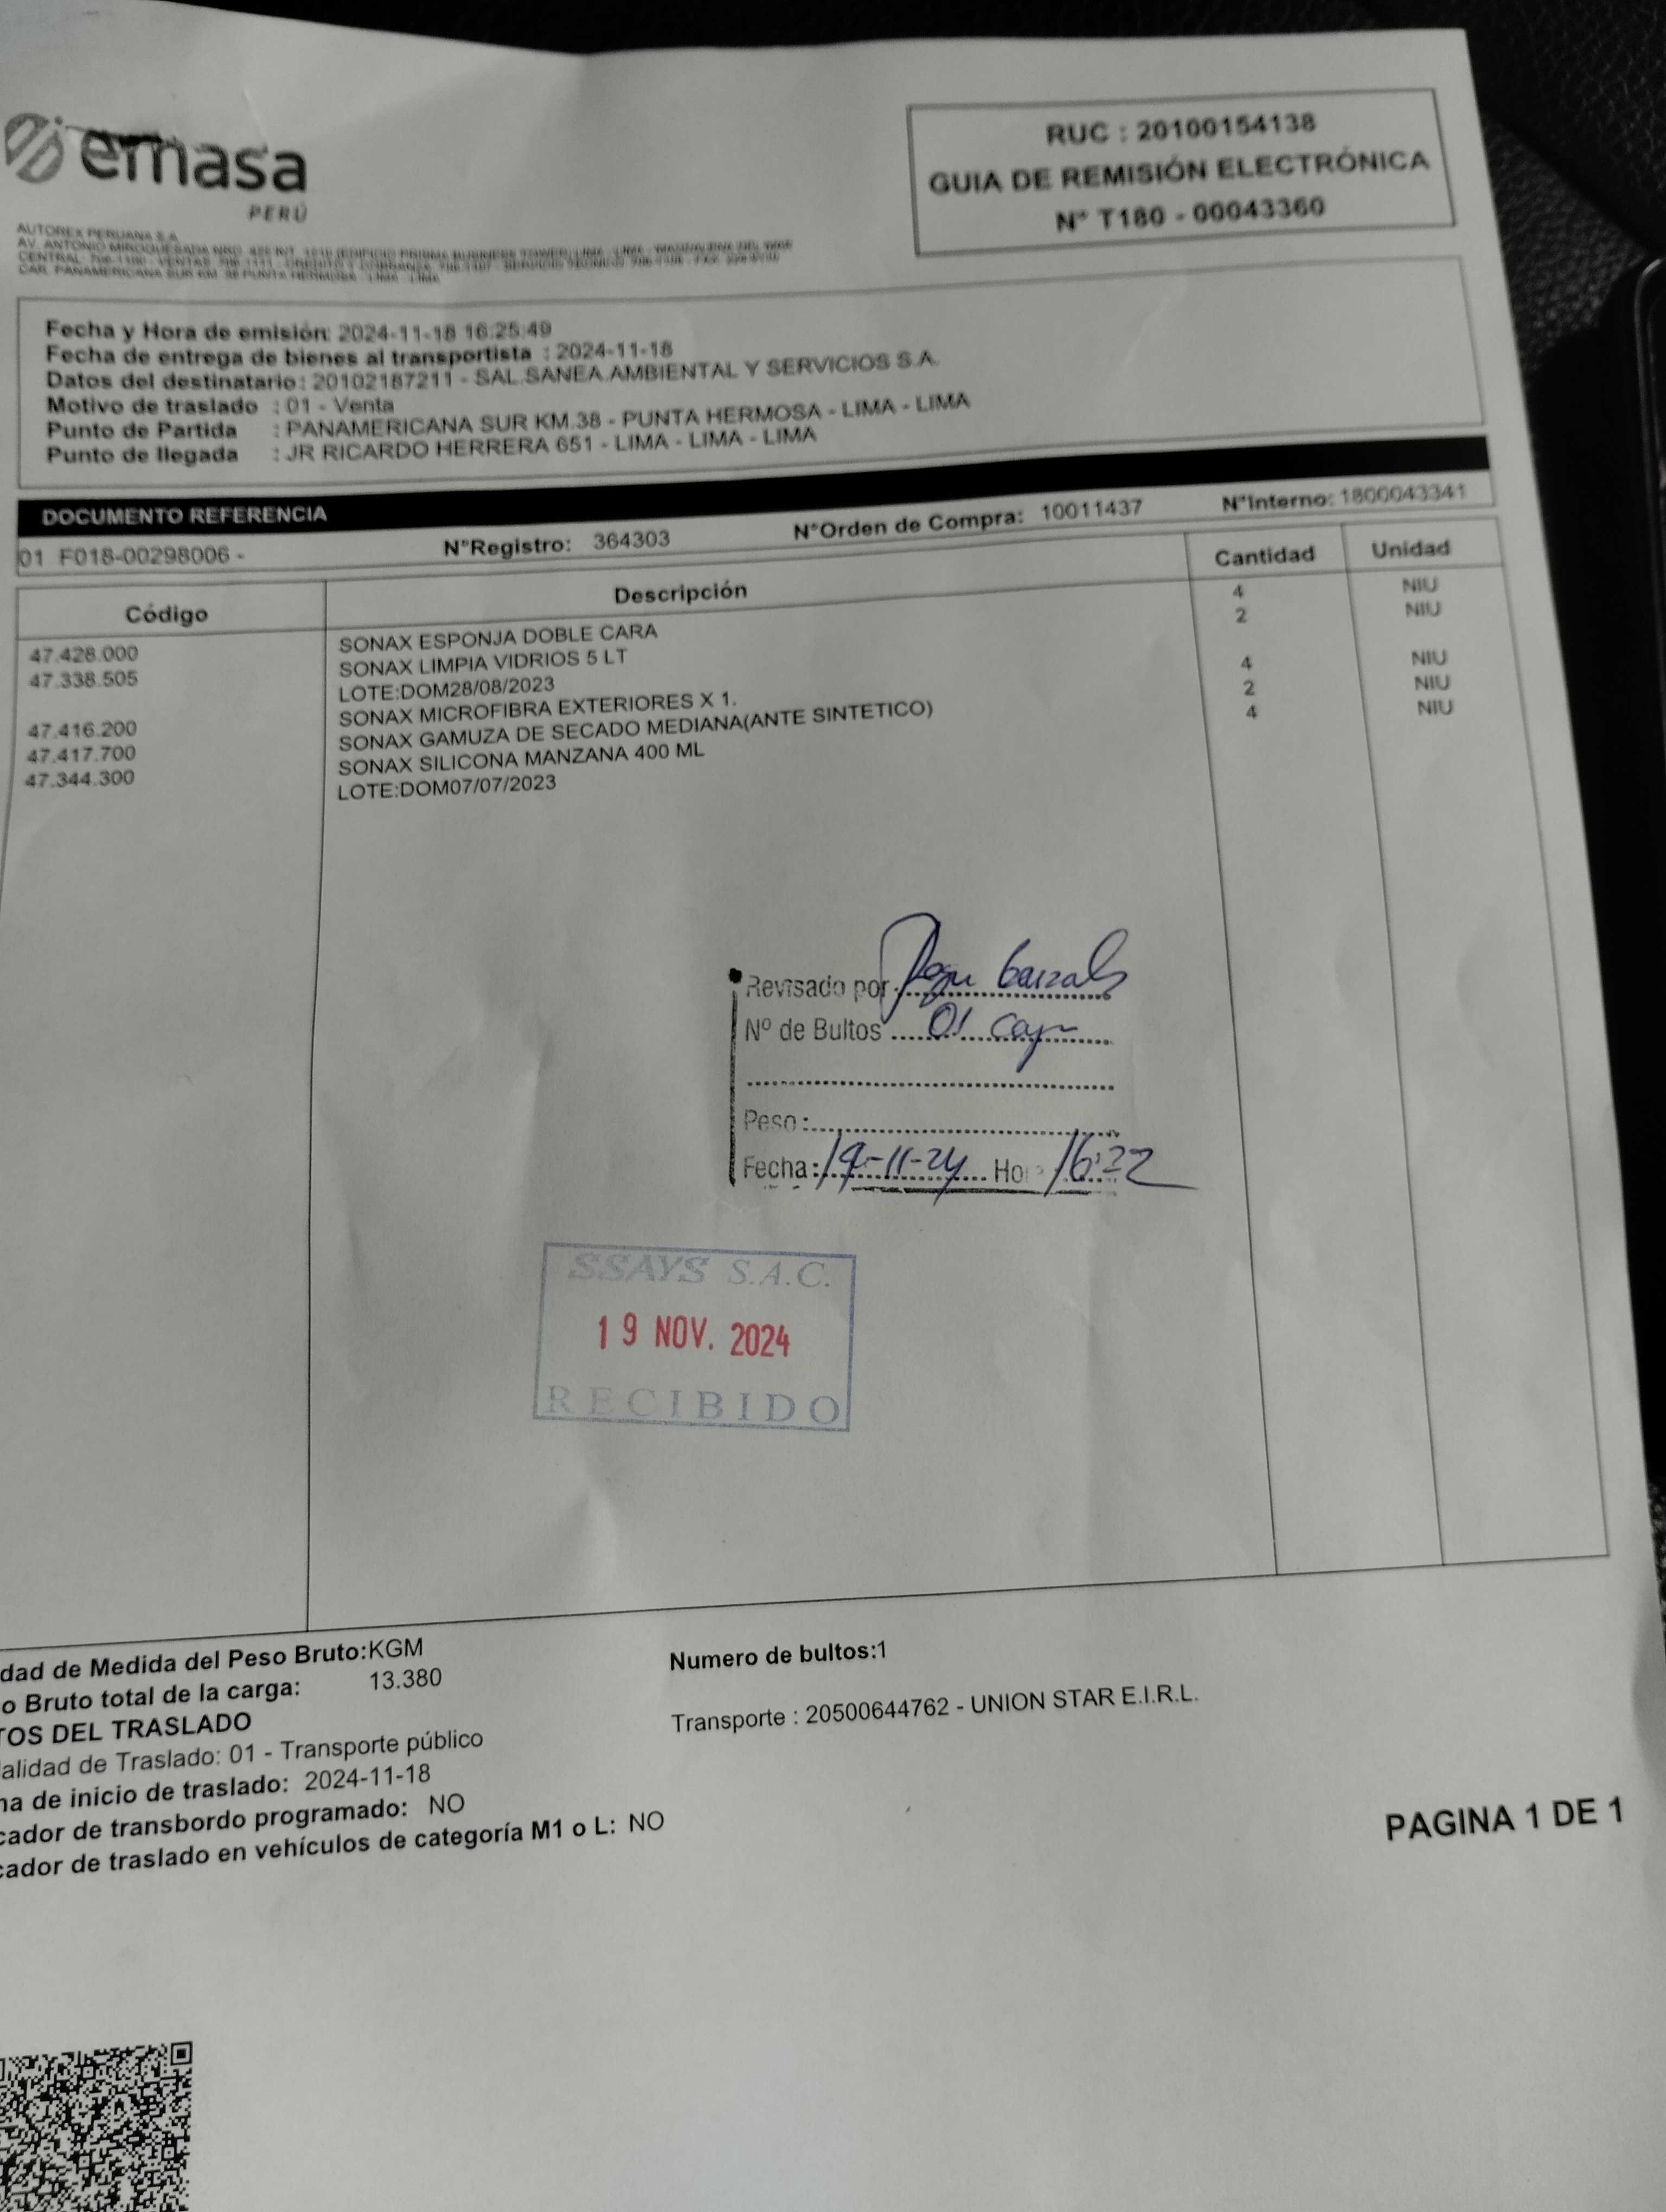 emasa
PERÚ
RUC : 20100154138
GUIA DE REMISIÓN ELECTRÓNICA
N° T180 - 00043360
AUTOREX PERUANA S.A.
Fecha y Hora de emisión: 2024-11-18 16:25:49
Fecha de entrega de bienes al transportista : 2024-11-18
Datos del destinatario : 20102187211 - SAL.SANEA.AMBIENTAL Y SERVICIOS S.A.
Motivo de traslado : 01 - Venta
Punto de Partida : PANAMERICANA SUR KM.38 - PUNTA HERMOSA - LIMA - LIMA
Punto de llegada : JR RICARDO HERRERA 651 - LIMA - LIMA - LIMA
DOCUMENTO REFERENCIA
01 F018-00298006 - N°Registro: 364303 N°Orden de Compra: 10011437 N°Interno: 1800043341
Código Descripción Cantidad Unidad
47.428.000 SONAX ESPONJA DOBLE CARA 4 NIU
47.338.505 SONAX LIMPIA VIDRIOS 5 LT 2 NIU
LOTE:DOM28/08/2023
47.416.200 SONAX MICROFIBRA EXTERIORES X 1. 4 NIU
47.417.700 SONAX GAMUZA DE SECADO MEDIANA(ANTE SINTETICO) 2 NIU
47.344.300 SONAX SILICONA MANZANA 400 ML 4 NIU
LOTE:DOM07/07/2023
Revisado por
N° de Bultos 01
Peso:
Fecha: 19-11-24 Hora 16:22
SSAYS S.A.C.
19 NOV. 2024
RECIBIDO
dad de Medida del Peso Bruto:KGM Numero de bultos:1
o Bruto total de la carga: 13.380
TOS DEL TRASLADO Transporte : 20500644762 - UNION STAR E.I.R.L.
alidad de Traslado: 01 - Transporte público
na de inicio de traslado: 2024-11-18
cador de transbordo programado: NO
cador de traslado en vehículos de categoría M1 o L: NO
PAGINA 1 DE 1